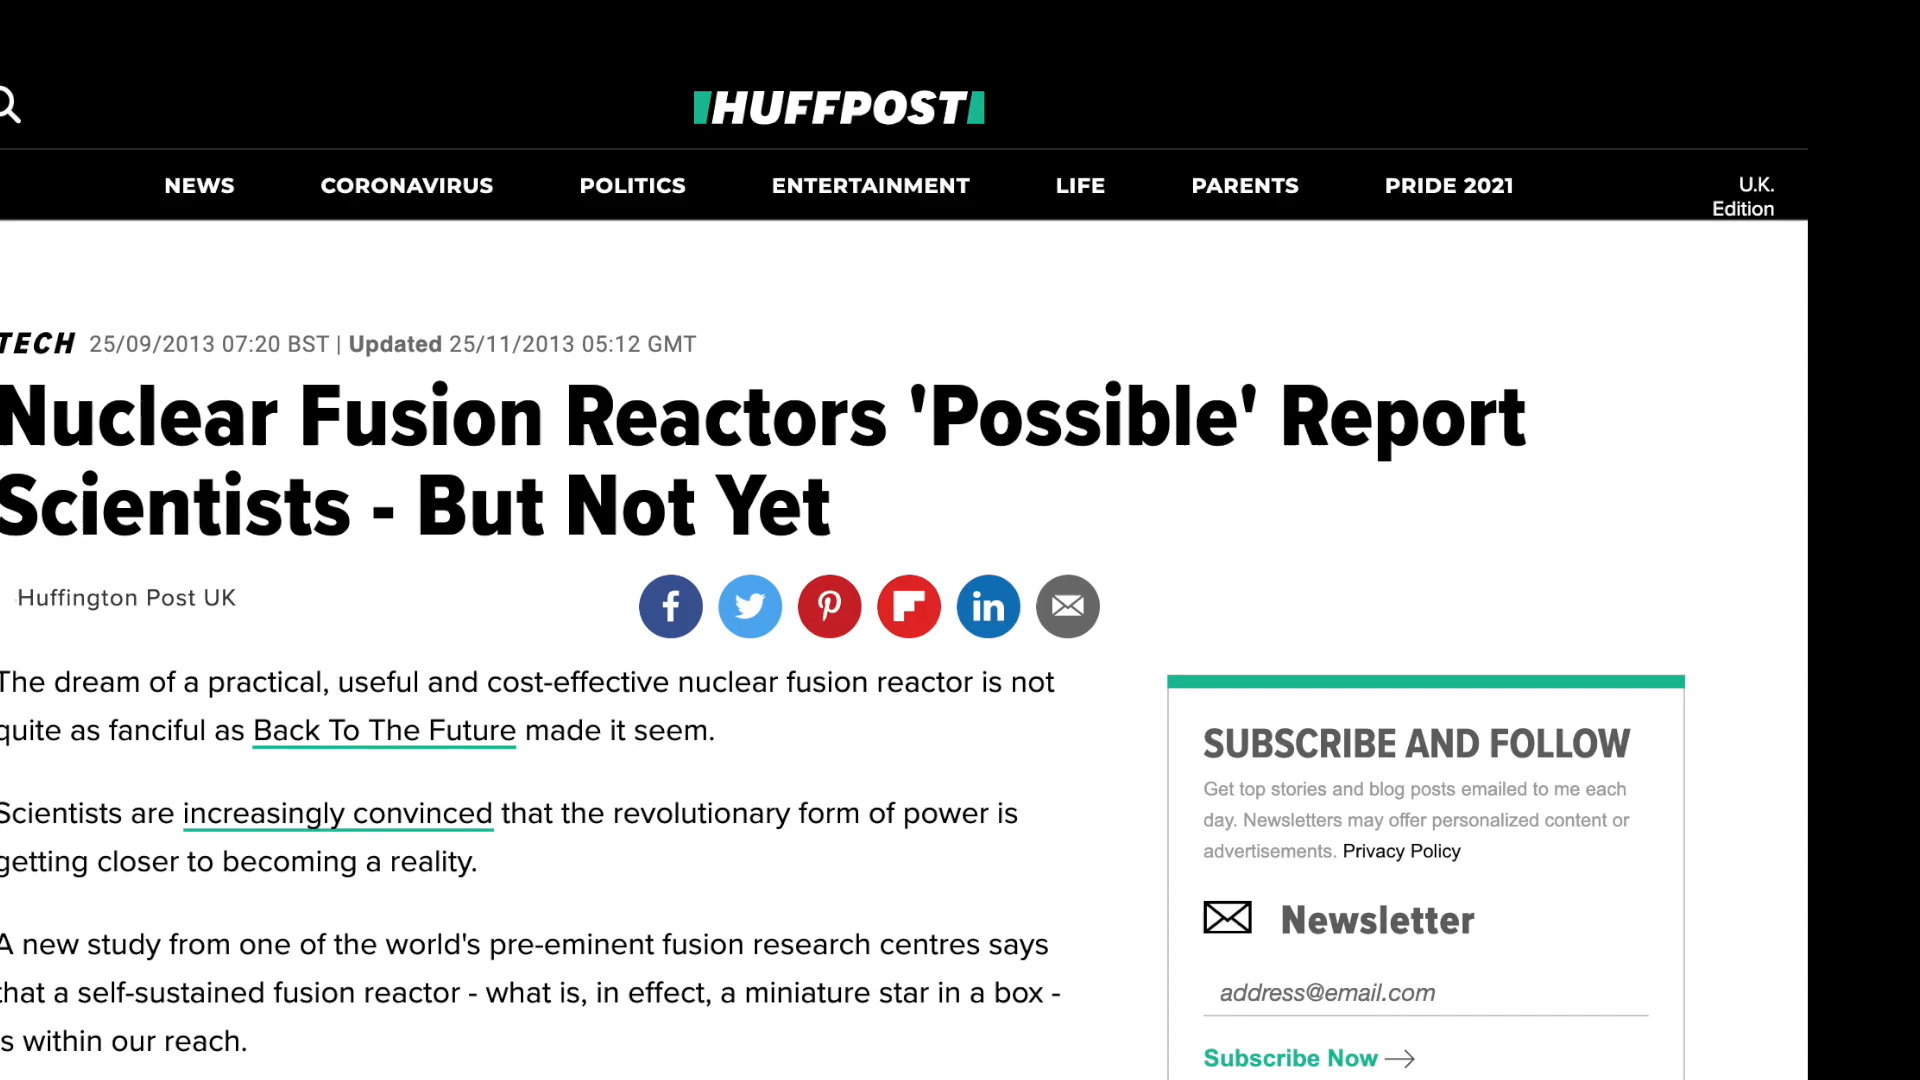 HUFFPOST
NEWS CORONAVIRUS POLITICS ENTERTAINMENT LIFE PARENTS PRIDE 2021 U.K. Edition
TECH 25/09/2013 07:20 BST | Updated 25/11/2013 05:12 GMT
Nuclear Fusion Reactors 'Possible' Report
Scientists - But Not Yet
Huffington Post UK
The dream of a practical, useful and cost-effective nuclear fusion reactor is not
quite as fanciful as Back To The Future made it seem.
Scientists are increasingly convinced that the revolutionary form of power is
getting closer to becoming a reality.
A new study from one of the world's pre-eminent fusion research centres says
that a self-sustained fusion reactor - what is, in effect, a miniature star in a box -
is within our reach.
SUBSCRIBE AND FOLLOW
Get top stories and blog posts emailed to me each
day. Newsletters may offer personalized content or
advertisements. Privacy Policy
Newsletter
address@email.com
Subscribe Now